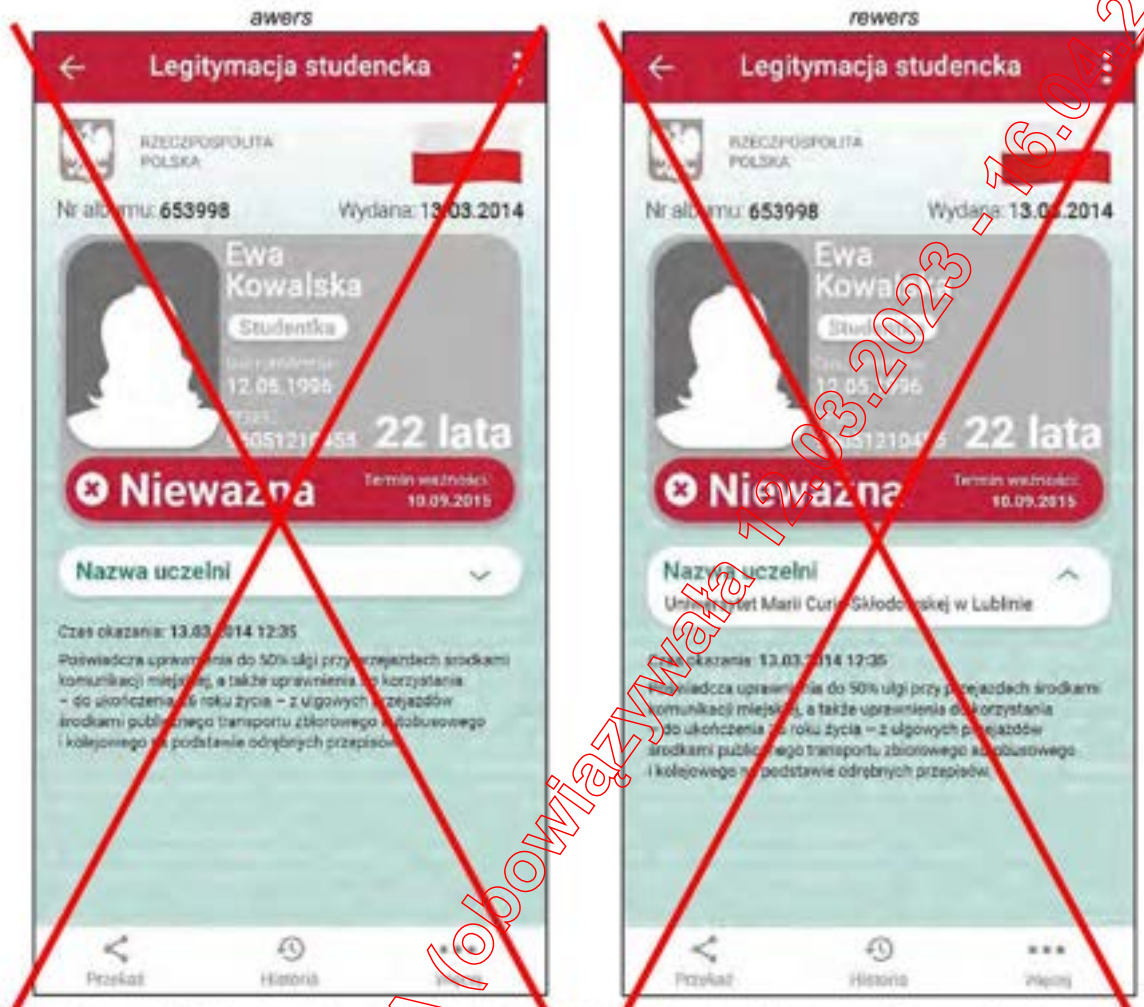 awers
Legitymacja studencka
RZECZPOSPOLITA
POLSKA
Nr albumu: 653998 Wydana: 13.03.2014
Ewa
Kowalska
Studentka
12.05.1996
22 lata
Nieważna
Termin ważności:
10.09.2015
Nazwa uczelni
Czas okazania: 13.03.2014 12:35
Poświadcza uprawnienia do 50% ulgi przy przejazdach środkami
komunikacji miejskiej, a także uprawnienia do korzystania
– do ukończenia 26 roku życia – z ulgowych przejazdów
środkami publicznego transportu zbiorowego autobusowego
i kolejowego na podstawie odrębnych przepisów.
Przekaż Historia Więcej
rewers
Legitymacja studencka
RZECZPOSPOLITA
POLSKA
Nr albumu: 653998 Wydana: 13.03.2014
Ewa
Kowalska
Studentka
12.05.1996
22 lata
Nieważna
Termin ważności:
10.09.2015
Nazwa uczelni
Uniwersytet Marii Curie-Skłodowskiej w Lublinie
Czas okazania: 13.03.2014 12:35
Poświadcza uprawnienia do 50% ulgi przy przejazdach środkami
komunikacji miejskiej, a także uprawnienia do korzystania
– do ukończenia 26 roku życia – z ulgowych przejazdów
środkami publicznego transportu zbiorowego autobusowego
i kolejowego na podstawie odrębnych przepisów.
Przekaż Historia Więcej
(obowiązywała 12.03.2023 - 16.04.2